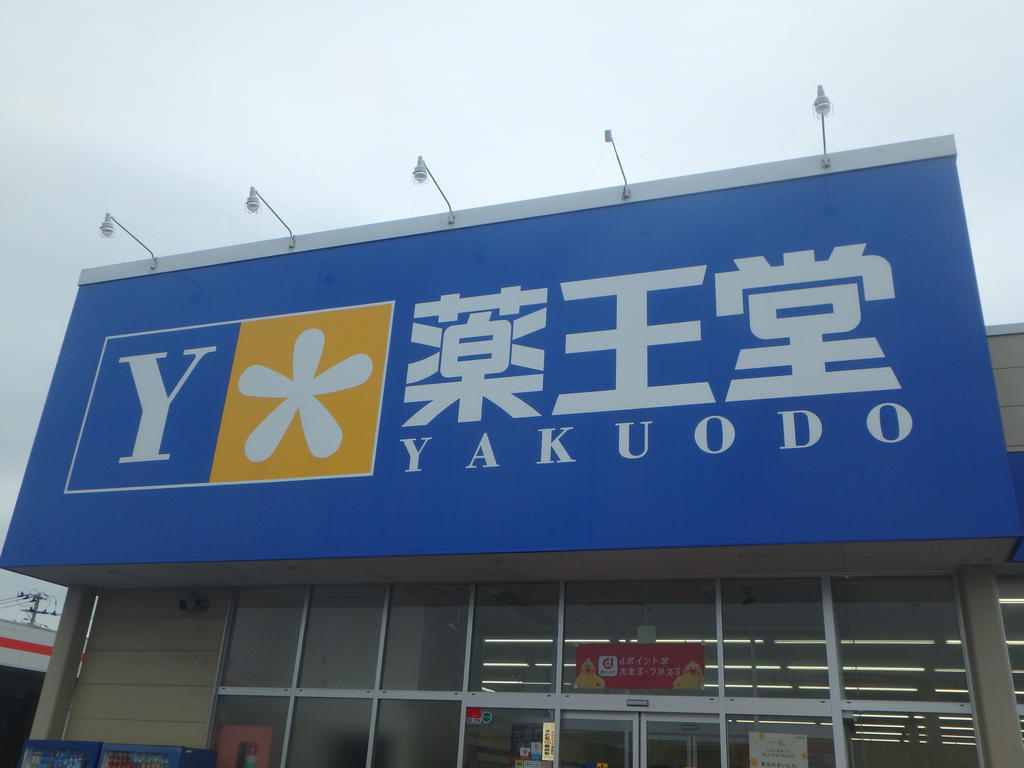 Y
薬王堂
YAKUODO
d
dポイントが
たまる・つかえる